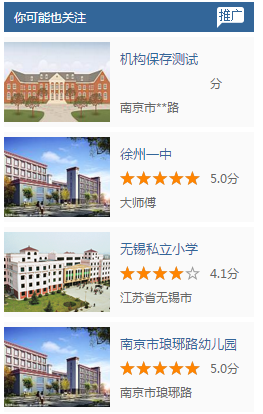 你可能也关注
推广
机构保存测试
分
南京市**路
徐州一中
5.0分
大师傅
无锡私立小学
4.1分
江苏省无锡市
南京市琅琊路幼儿园
5.0分
南京市琅琊路